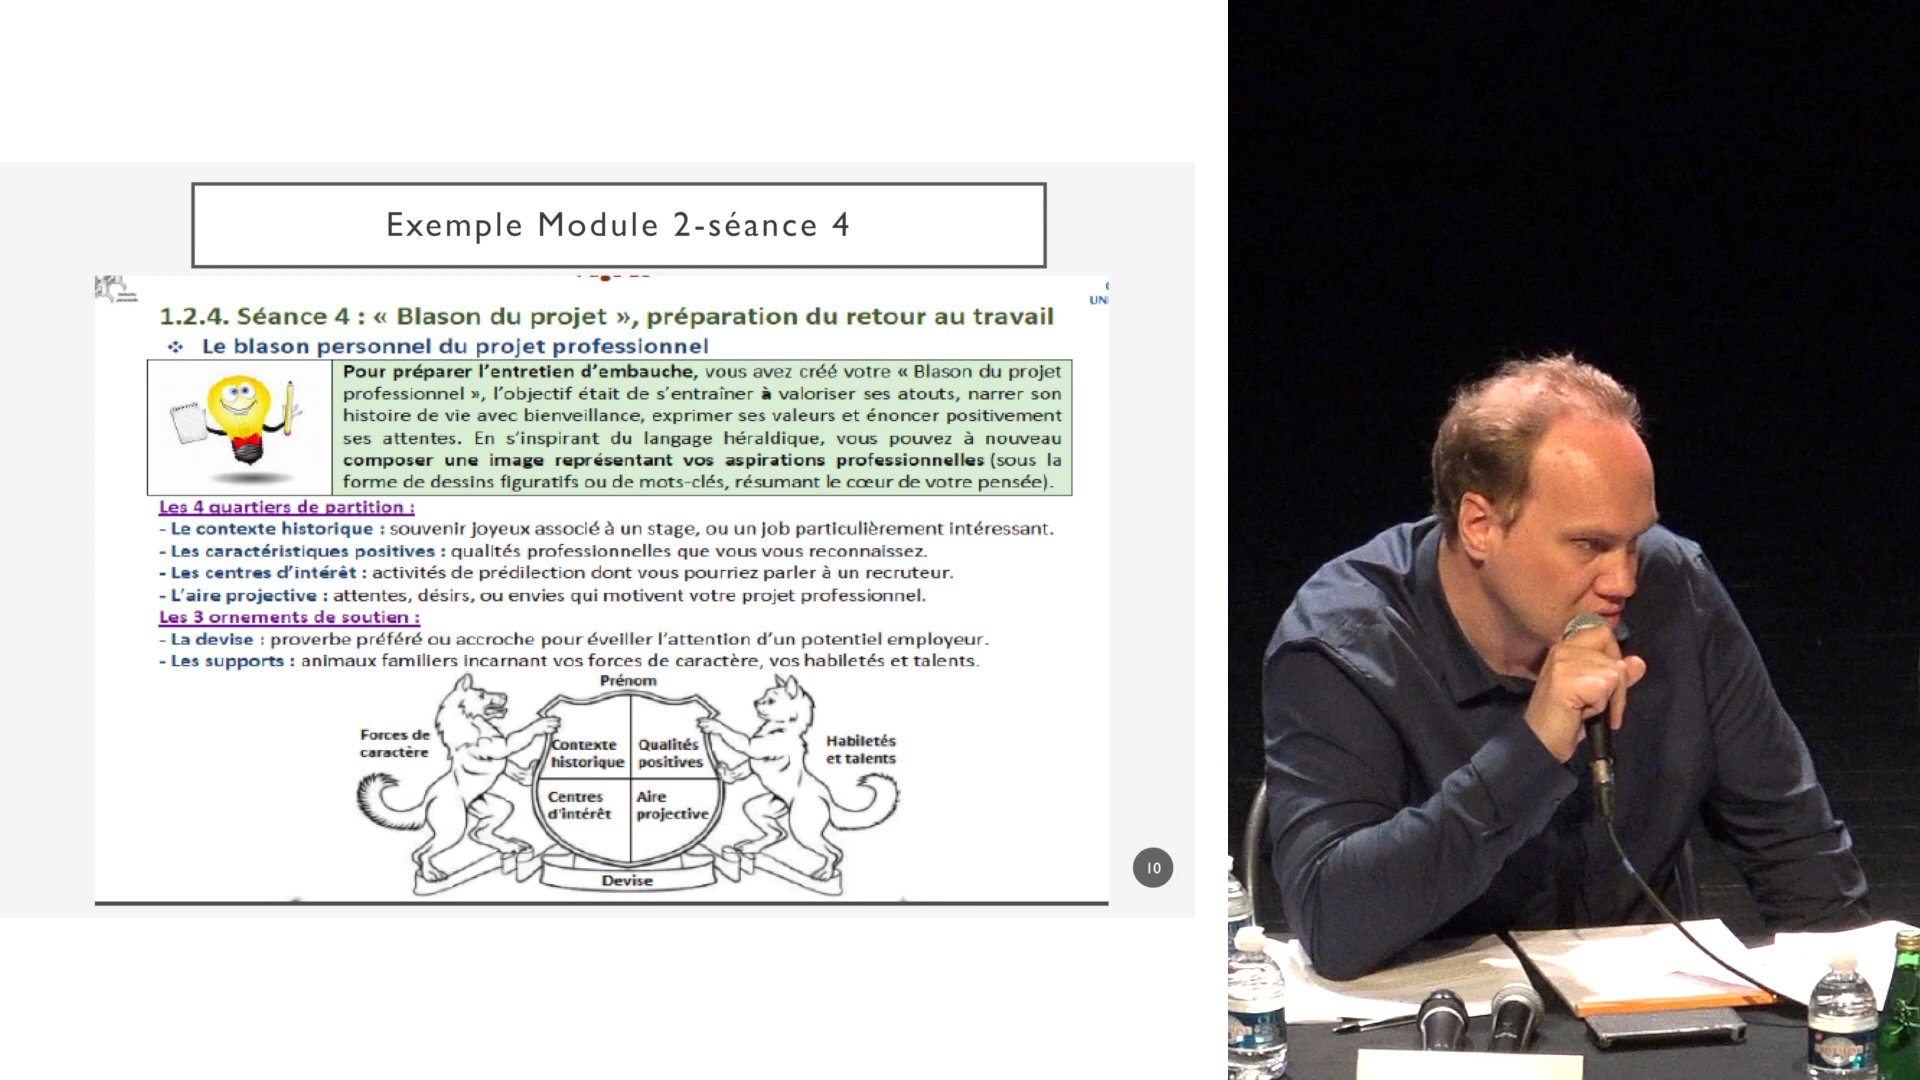 Exemple Module 2-séance 4
1.2.4. Séance 4 : « Blason du projet », préparation du retour au travail
❖ Le blason personnel du projet professionnel
Pour préparer l'entretien d'embauche, vous avez créé votre « Blason du projet
professionnel », l'objectif était de s'entraîner à valoriser ses atouts, narrer son
histoire de vie avec bienveillance, exprimer ses valeurs et énoncer positivement
ses attentes. En s'inspirant du langage héraldique, vous pouvez à nouveau
composer une image représentant vos aspirations professionnelles (sous la
forme de dessins figuratifs ou de mots-clés, résumant le cœur de votre pensée).
Les 4 quartiers de partition :
- Le contexte historique : souvenir joyeux associé à un stage, ou un job particulièrement intéressant.
- Les caractéristiques positives : qualités professionnelles que vous vous reconnaissez.
- Les centres d'intérêt : activités de prédilection dont vous pourriez parler à un recruteur.
- L'aire projective : attentes, désirs, ou envies qui motivent votre projet professionnel.
Les 3 ornements de soutien :
- La devise : proverbe préféré ou accroche pour éveiller l'attention d'un potentiel employeur.
- Les supports : animaux familiers incarnant vos forces de caractère, vos habiletés et talents.
Prénom
Forces de
caractère
Contexte
historique
Qualités
positives
Habiletés
et talents
Centres
d'intérêt
Aire
projective
Devise
10